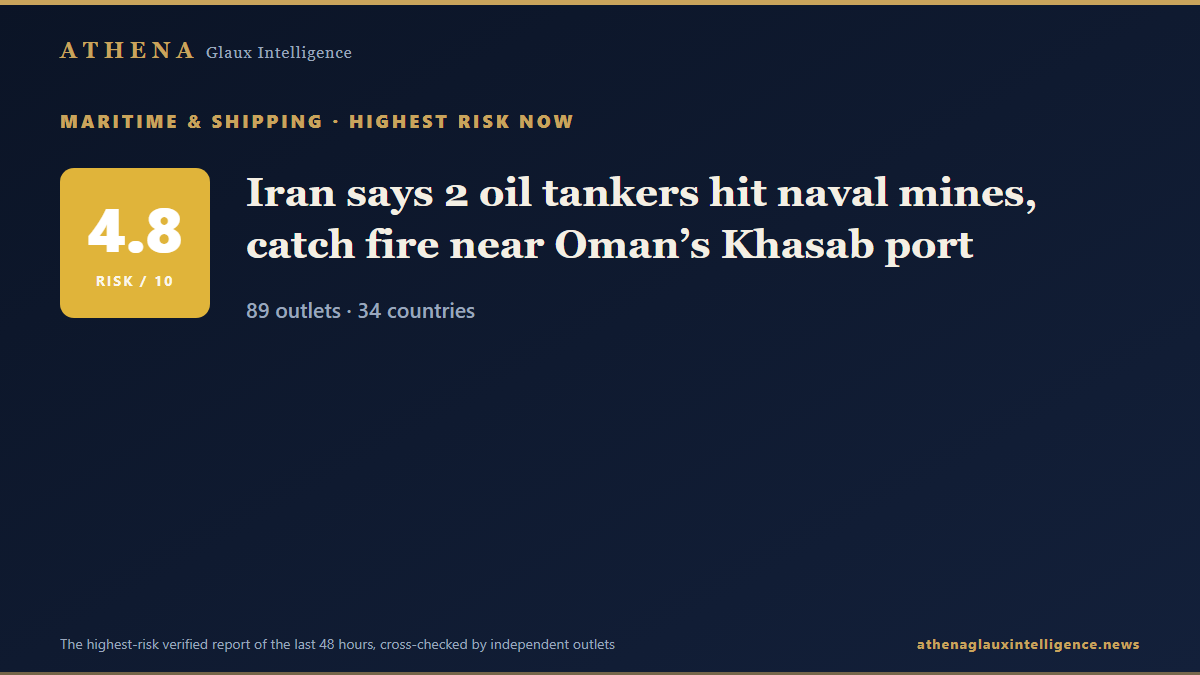 ATHENA Glaux Intelligence
MARITIME & SHIPPING · HIGHEST RISK NOW
4.8
RISK / 10
Iran says 2 oil tankers hit naval mines,
catch fire near Oman’s Khasab port
89 outlets · 34 countries
The highest-risk verified report of the last 48 hours, cross-checked by independent outlets
athenaglauxintelligence.news